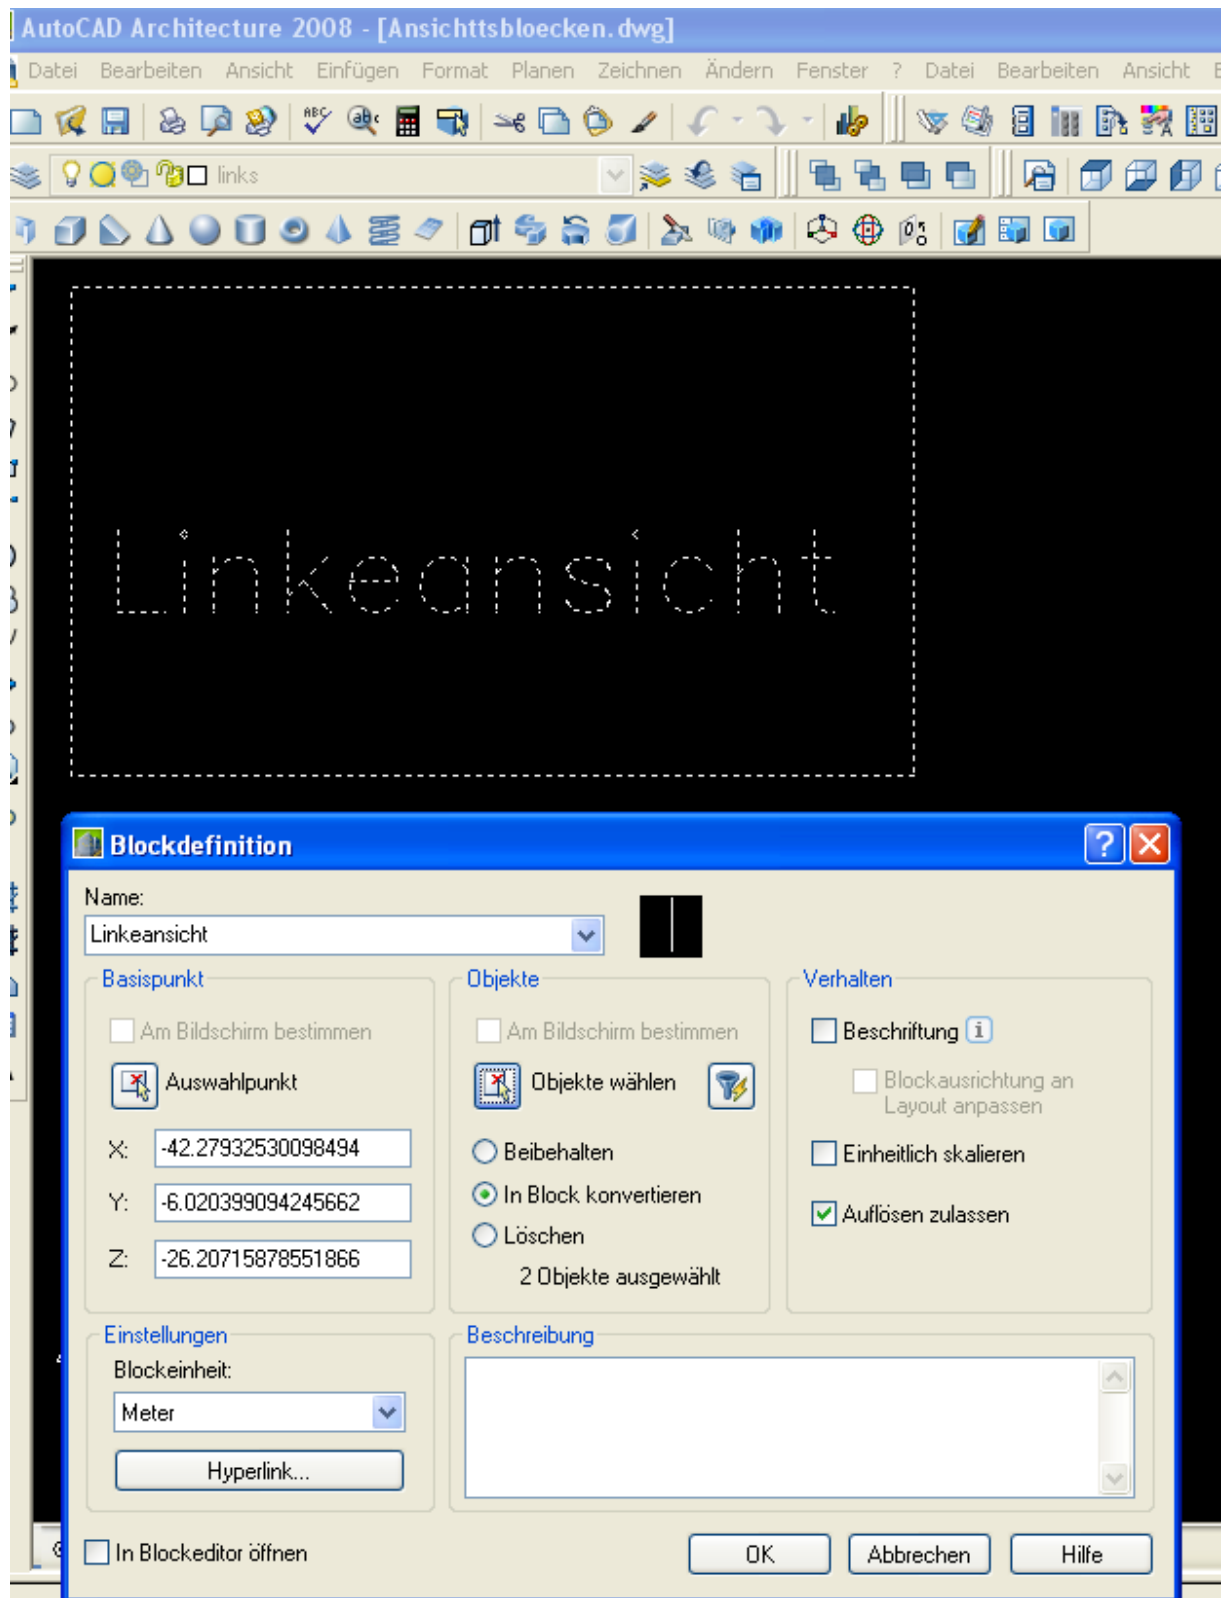 AutoCAD Architecture 2008 - [Ansichttsbloecken.dwg]
Datei Bearbeiten Ansicht Einfügen Format Planen Zeichnen Ändern Fenster ? Datei Bearbeiten Ansicht
ABC abc
links
Linkeansicht
Blockdefinition
Name:
Linkeansicht
Basispunkt
Am Bildschirm bestimmen
Auswahlpunkt
X: -42.27932530098494
Y: -6.020399094245662
Z: -26.20715878551866
Objekte
Am Bildschirm bestimmen
Objekte wählen
Beibehalten
In Block konvertieren
Löschen
2 Objekte ausgewählt
Verhalten
Beschriftung i
Blockausrichtung an
Layout anpassen
Einheitlich skalieren
Auflösen zulassen
Einstellungen
Blockeinheit:
Meter
Hyperlink...
Beschreibung
In Blockeditor öffnen
OK Abbrechen Hilfe